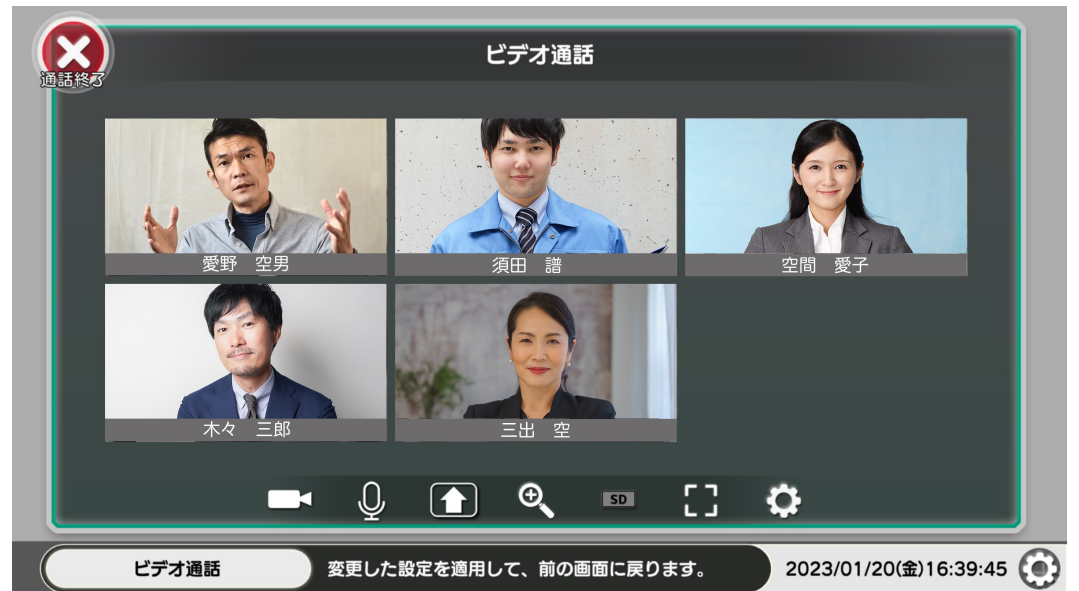 ビデオ通話
通話終了
愛野 空男
須田 譜
空間 愛子
木々 三郎
三出 空
SD
ビデオ通話
変更した設定を適用して、前の画面に戻ります。
2023/01/20(金)16:39:45